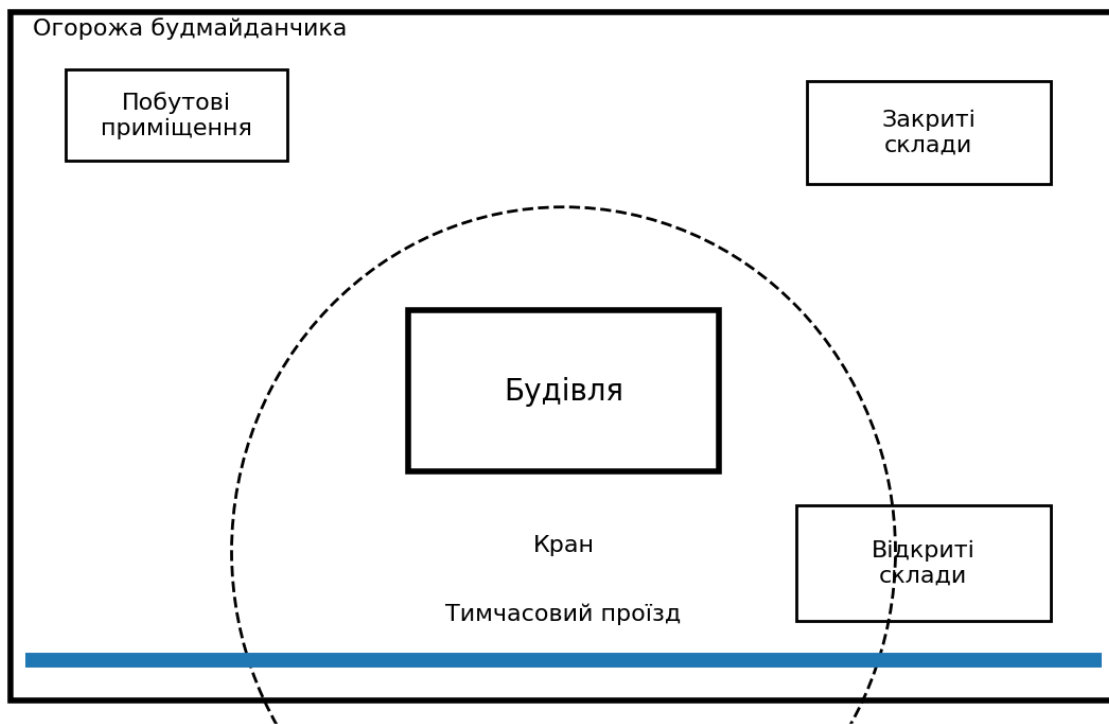 Огорожа будмайданчика
Побутові
приміщення
Закриті
склади
Будівля
Кран
Відкриті
склади
Тимчасовий проїзд